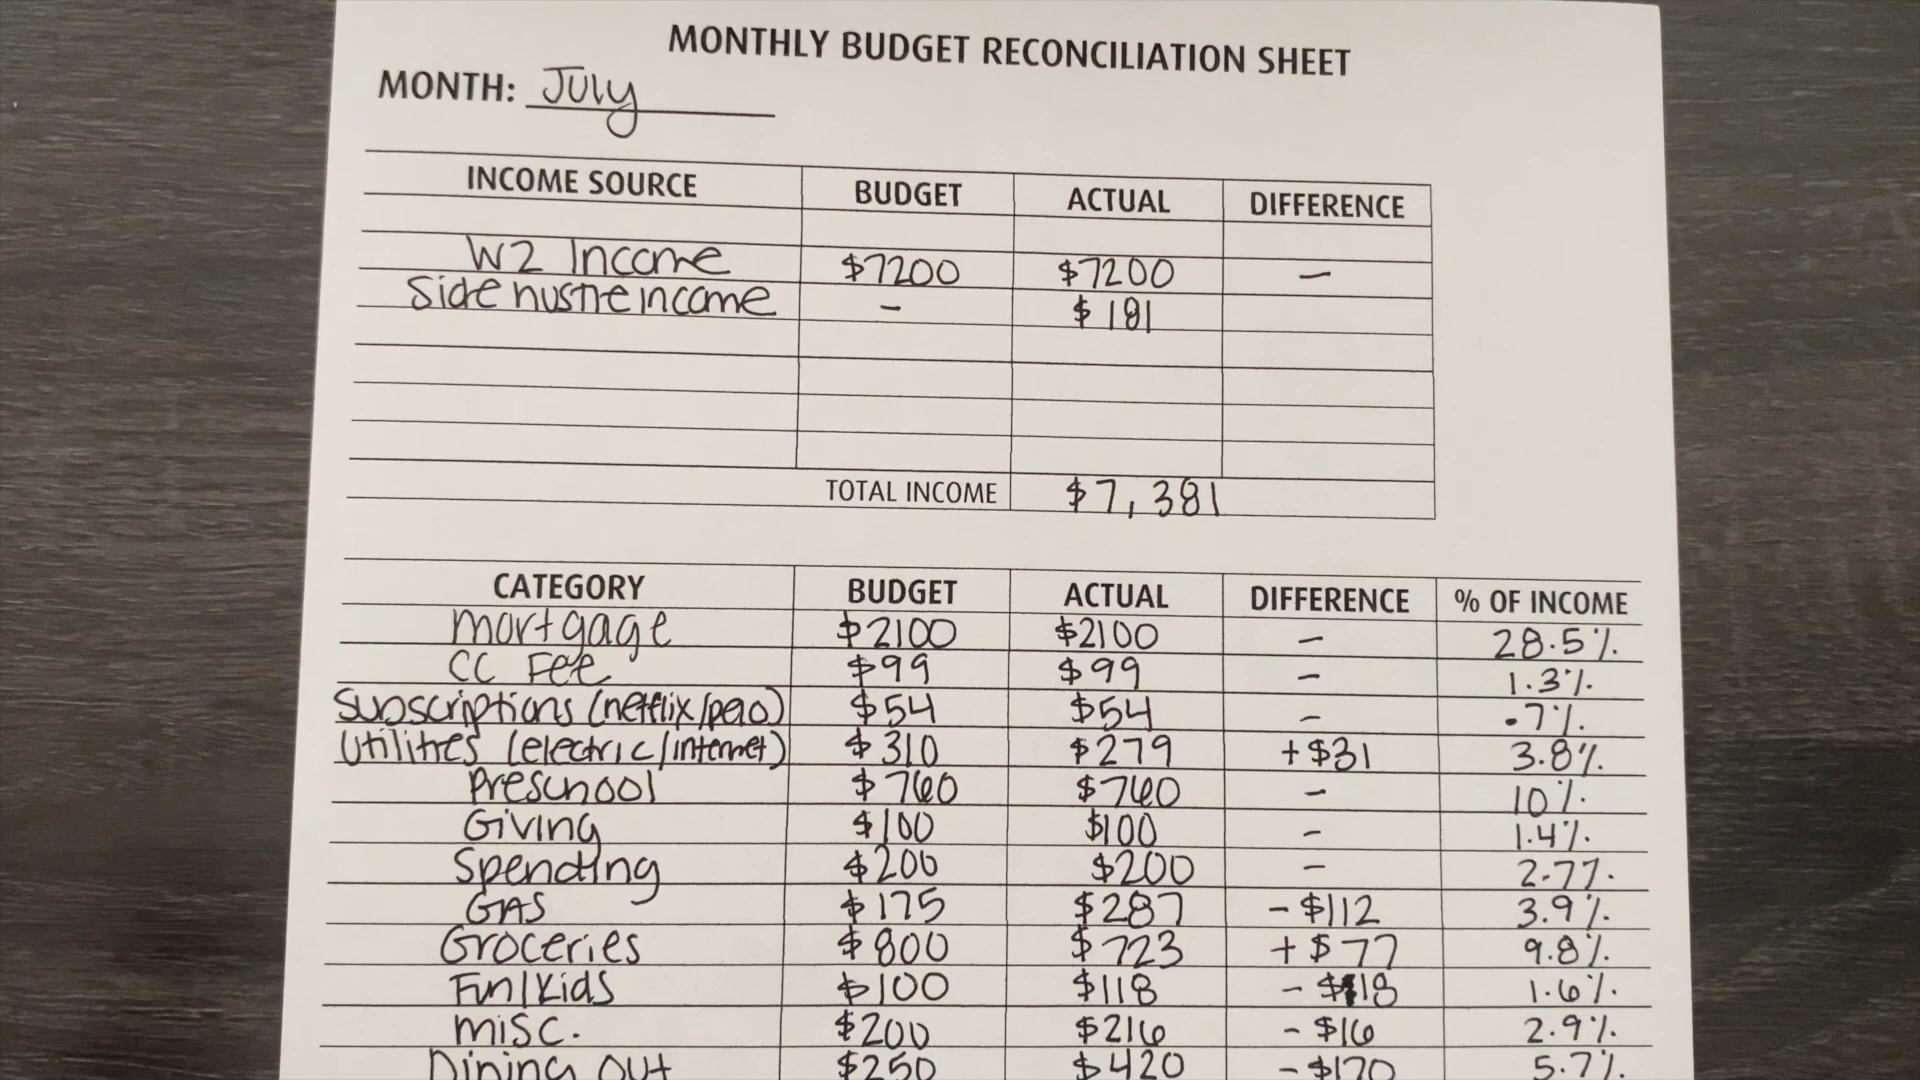 MONTHLY BUDGET RECONCILIATION SHEET
MONTH: July
INCOME SOURCE BUDGET ACTUAL DIFFERENCE
W2 Income $7200 $7200 –
Side hustle income – $181
TOTAL INCOME $7,381
CATEGORY BUDGET ACTUAL DIFFERENCE % OF INCOME
mortgage $2100 $2100 – 28.5%
CC Fee $99 $99 – 1.3%
Subscriptions (netflix/pelo) $54 $54 – .7%
Utilities (electric/internet) $310 $279 +$31 3.8%
Preschool $760 $760 – 10%
Giving $100 $100 – 1.4%
Spending $200 $200 – 2.7%
GAS $175 $287 -$112 3.9%
Groceries $800 $723 +$77 9.8%
Fun/Kids $100 $118 -$18 1.6%
misc. $200 $216 -$16 2.9%
Dining out $250 $420 -$170 5.7%